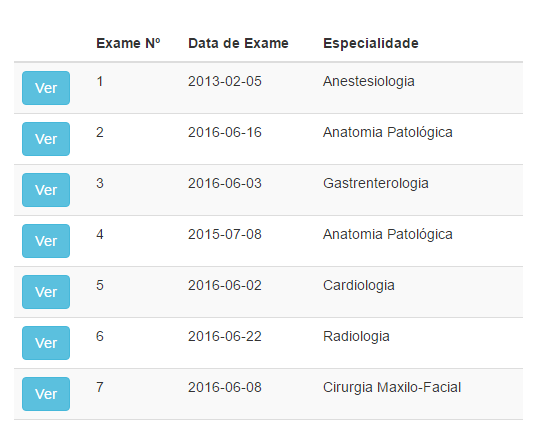 Exame Nº Data de Exame Especialidade
Ver 1 2013-02-05 Anestesiologia
Ver 2 2016-06-16 Anatomia Patológica
Ver 3 2016-06-03 Gastrenterologia
Ver 4 2015-07-08 Anatomia Patológica
Ver 5 2016-06-02 Cardiologia
Ver 6 2016-06-22 Radiologia
Ver 7 2016-06-08 Cirurgia Maxilo-Facial